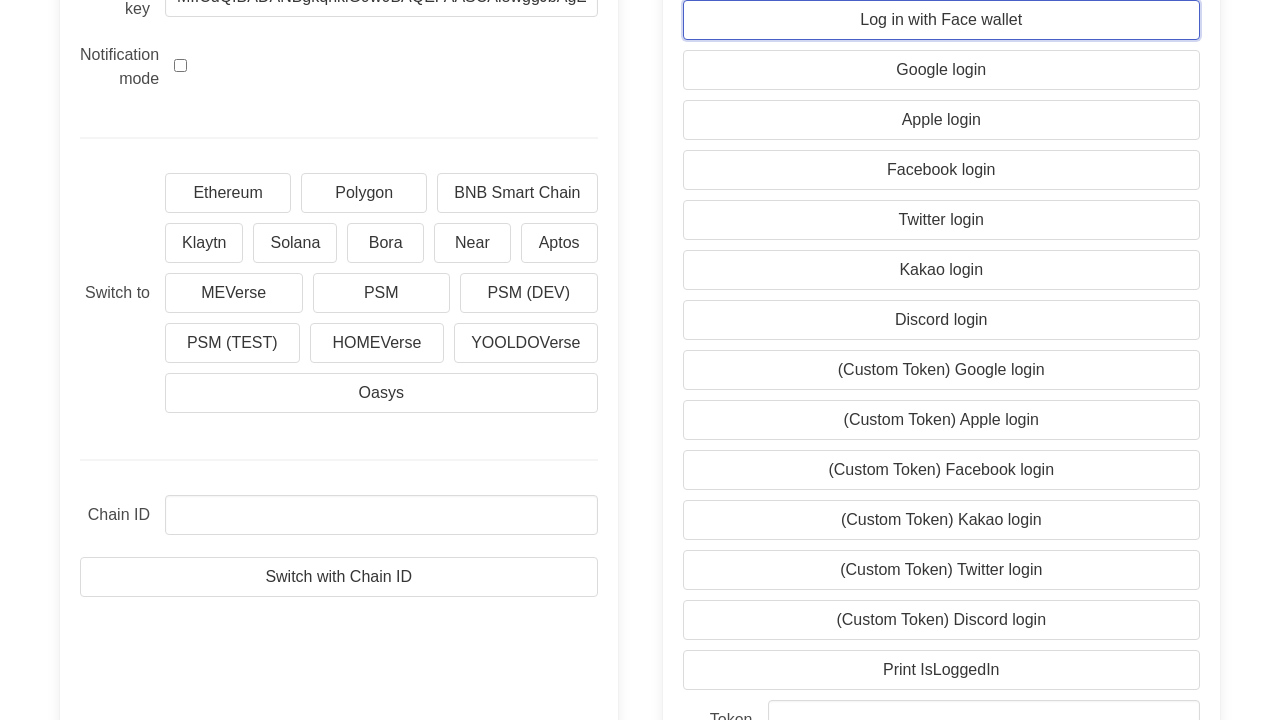 key
Notification
mode
Switch to
Ethereum
Polygon
BNB Smart Chain
Klaytn
Solana
Bora
Near
Aptos
MEVerse
PSM
PSM (DEV)
PSM (TEST)
HOMEVerse
YOOLDOVerse
Oasys
Chain ID
Switch with Chain ID
Log in with Face wallet
Google login
Apple login
Facebook login
Twitter login
Kakao login
Discord login
(Custom Token) Google login
(Custom Token) Apple login
(Custom Token) Facebook login
(Custom Token) Kakao login
(Custom Token) Twitter login
(Custom Token) Discord login
Print IsLoggedIn
Token